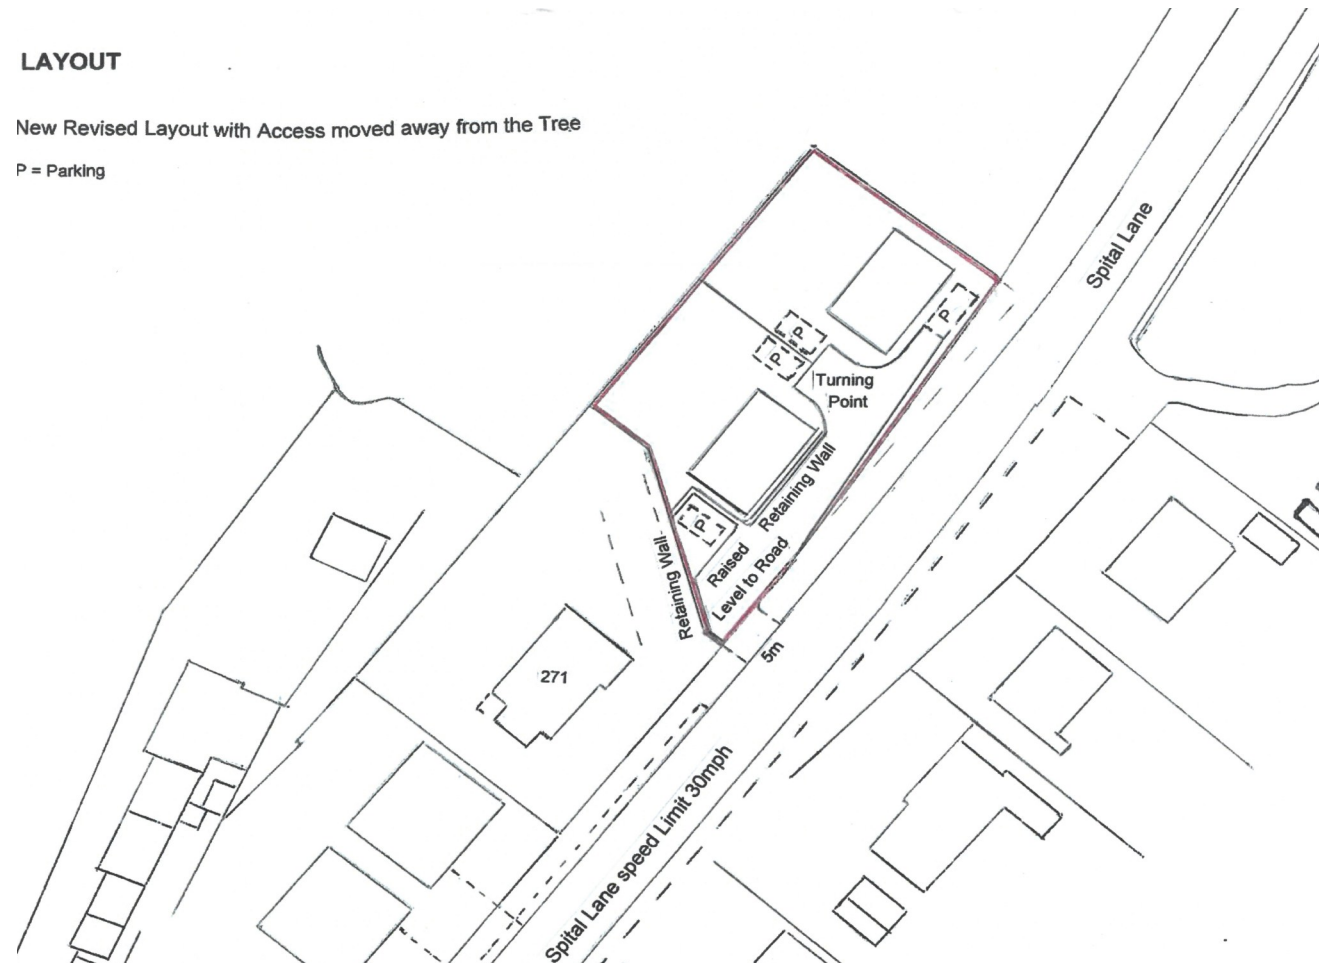 LAYOUT
New Revised Layout with Access moved away from the Tree
P = Parking
Spital Lane
P
P
P
Turning
Point
Retaining Wall
P
Raised
Level to Road
Retaining Wall
5m
271
Spital Lane speed Limit 30mph